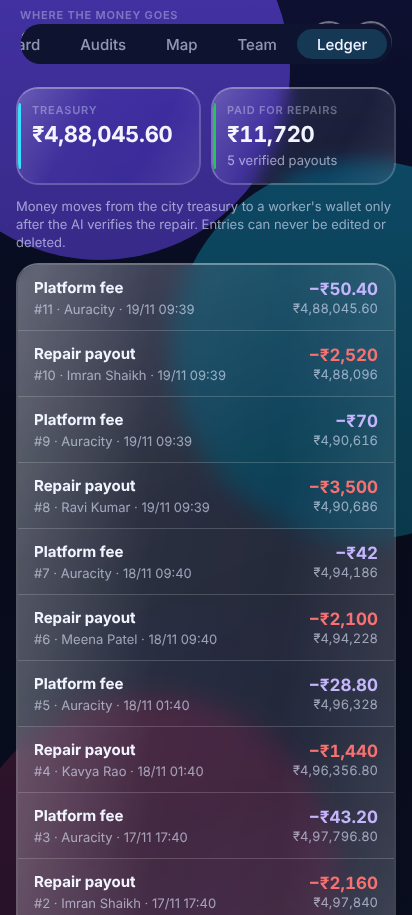 WHERE THE MONEY GOES
ard Audits Map Team Ledger
TREASURY
₹4,88,045.60
PAID FOR REPAIRS
₹11,720
5 verified payouts
Money moves from the city treasury to a worker's wallet only
after the AI verifies the repair. Entries can never be edited or
deleted.
Platform fee −₹50.40
#11 · Auracity · 19/11 09:39 ₹4,88,045.60
Repair payout −₹2,520
#10 · Imran Shaikh · 19/11 09:39 ₹4,88,096
Platform fee −₹70
#9 · Auracity · 19/11 09:39 ₹4,90,616
Repair payout −₹3,500
#8 · Ravi Kumar · 19/11 09:39 ₹4,90,686
Platform fee −₹42
#7 · Auracity · 18/11 09:40 ₹4,94,186
Repair payout −₹2,100
#6 · Meena Patel · 18/11 09:40 ₹4,94,228
Platform fee −₹28.80
#5 · Auracity · 18/11 01:40 ₹4,96,328
Repair payout −₹1,440
#4 · Kavya Rao · 18/11 01:40 ₹4,96,356.80
Platform fee −₹43.20
#3 · Auracity · 17/11 17:40 ₹4,97,796.80
Repair payout −₹2,160
#2 · Imran Shaikh · 17/11 17:40 ₹4,97,840